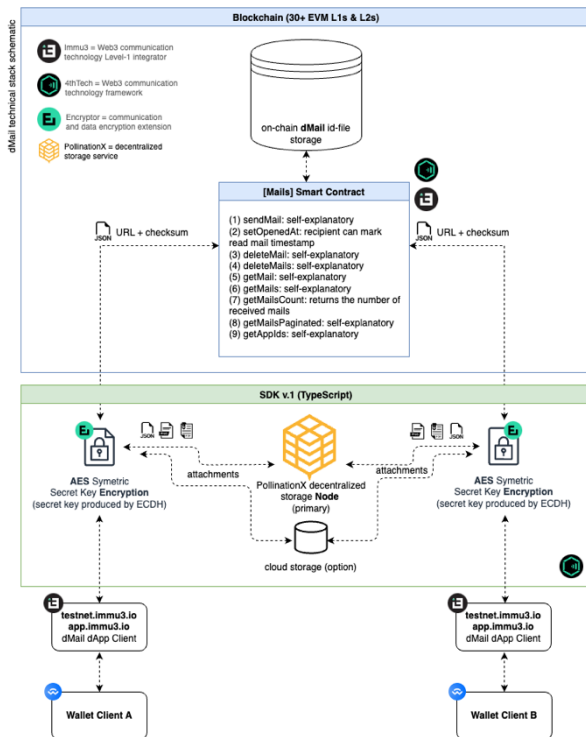 dMail technical stack schematic
Blockchain (30+ EVM L1s & L2s)
Immu3 = Web3 communication
technology Level-1 integrator
4thTech = Web3 communication
technology framework
Encryptor = communication
and data encryption extension
PollinationX = decentralized
storage service
on-chain dMail id-file
storage
[Mails] Smart Contract
(1) sendMail: self-explanatory
(2) setOpenedAt: recipient can mark
read mail timestamp
(3) deleteMail: self-explanatory
(4) deleteMails: self-explanatory
(5) getMail: self-explanatory
(6) getMails: self-explanatory
(7) getMailsCount: returns the number of
received mails
(8) getMailsPaginated: self-explanatory
(9) getAppIds: self-explanatory
JSON
URL + checksum
JSON
URL + checksum
SDK v.1 (TypeScript)
JSON
JSON
attachments
attachments
PollinationX decentralized
storage Node
(primary)
AES Symetric
Secret Key Encryption
(secret key produced by ECDH)
AES Symetric
Secret Key Encryption
(secret key produced by ECDH)
cloud storage (option)
testnet.immu3.io
app.immu3.io
dMail dApp Client
testnet.immu3.io
app.immu3.io
dMail dApp Client
Wallet Client A
Wallet Client B